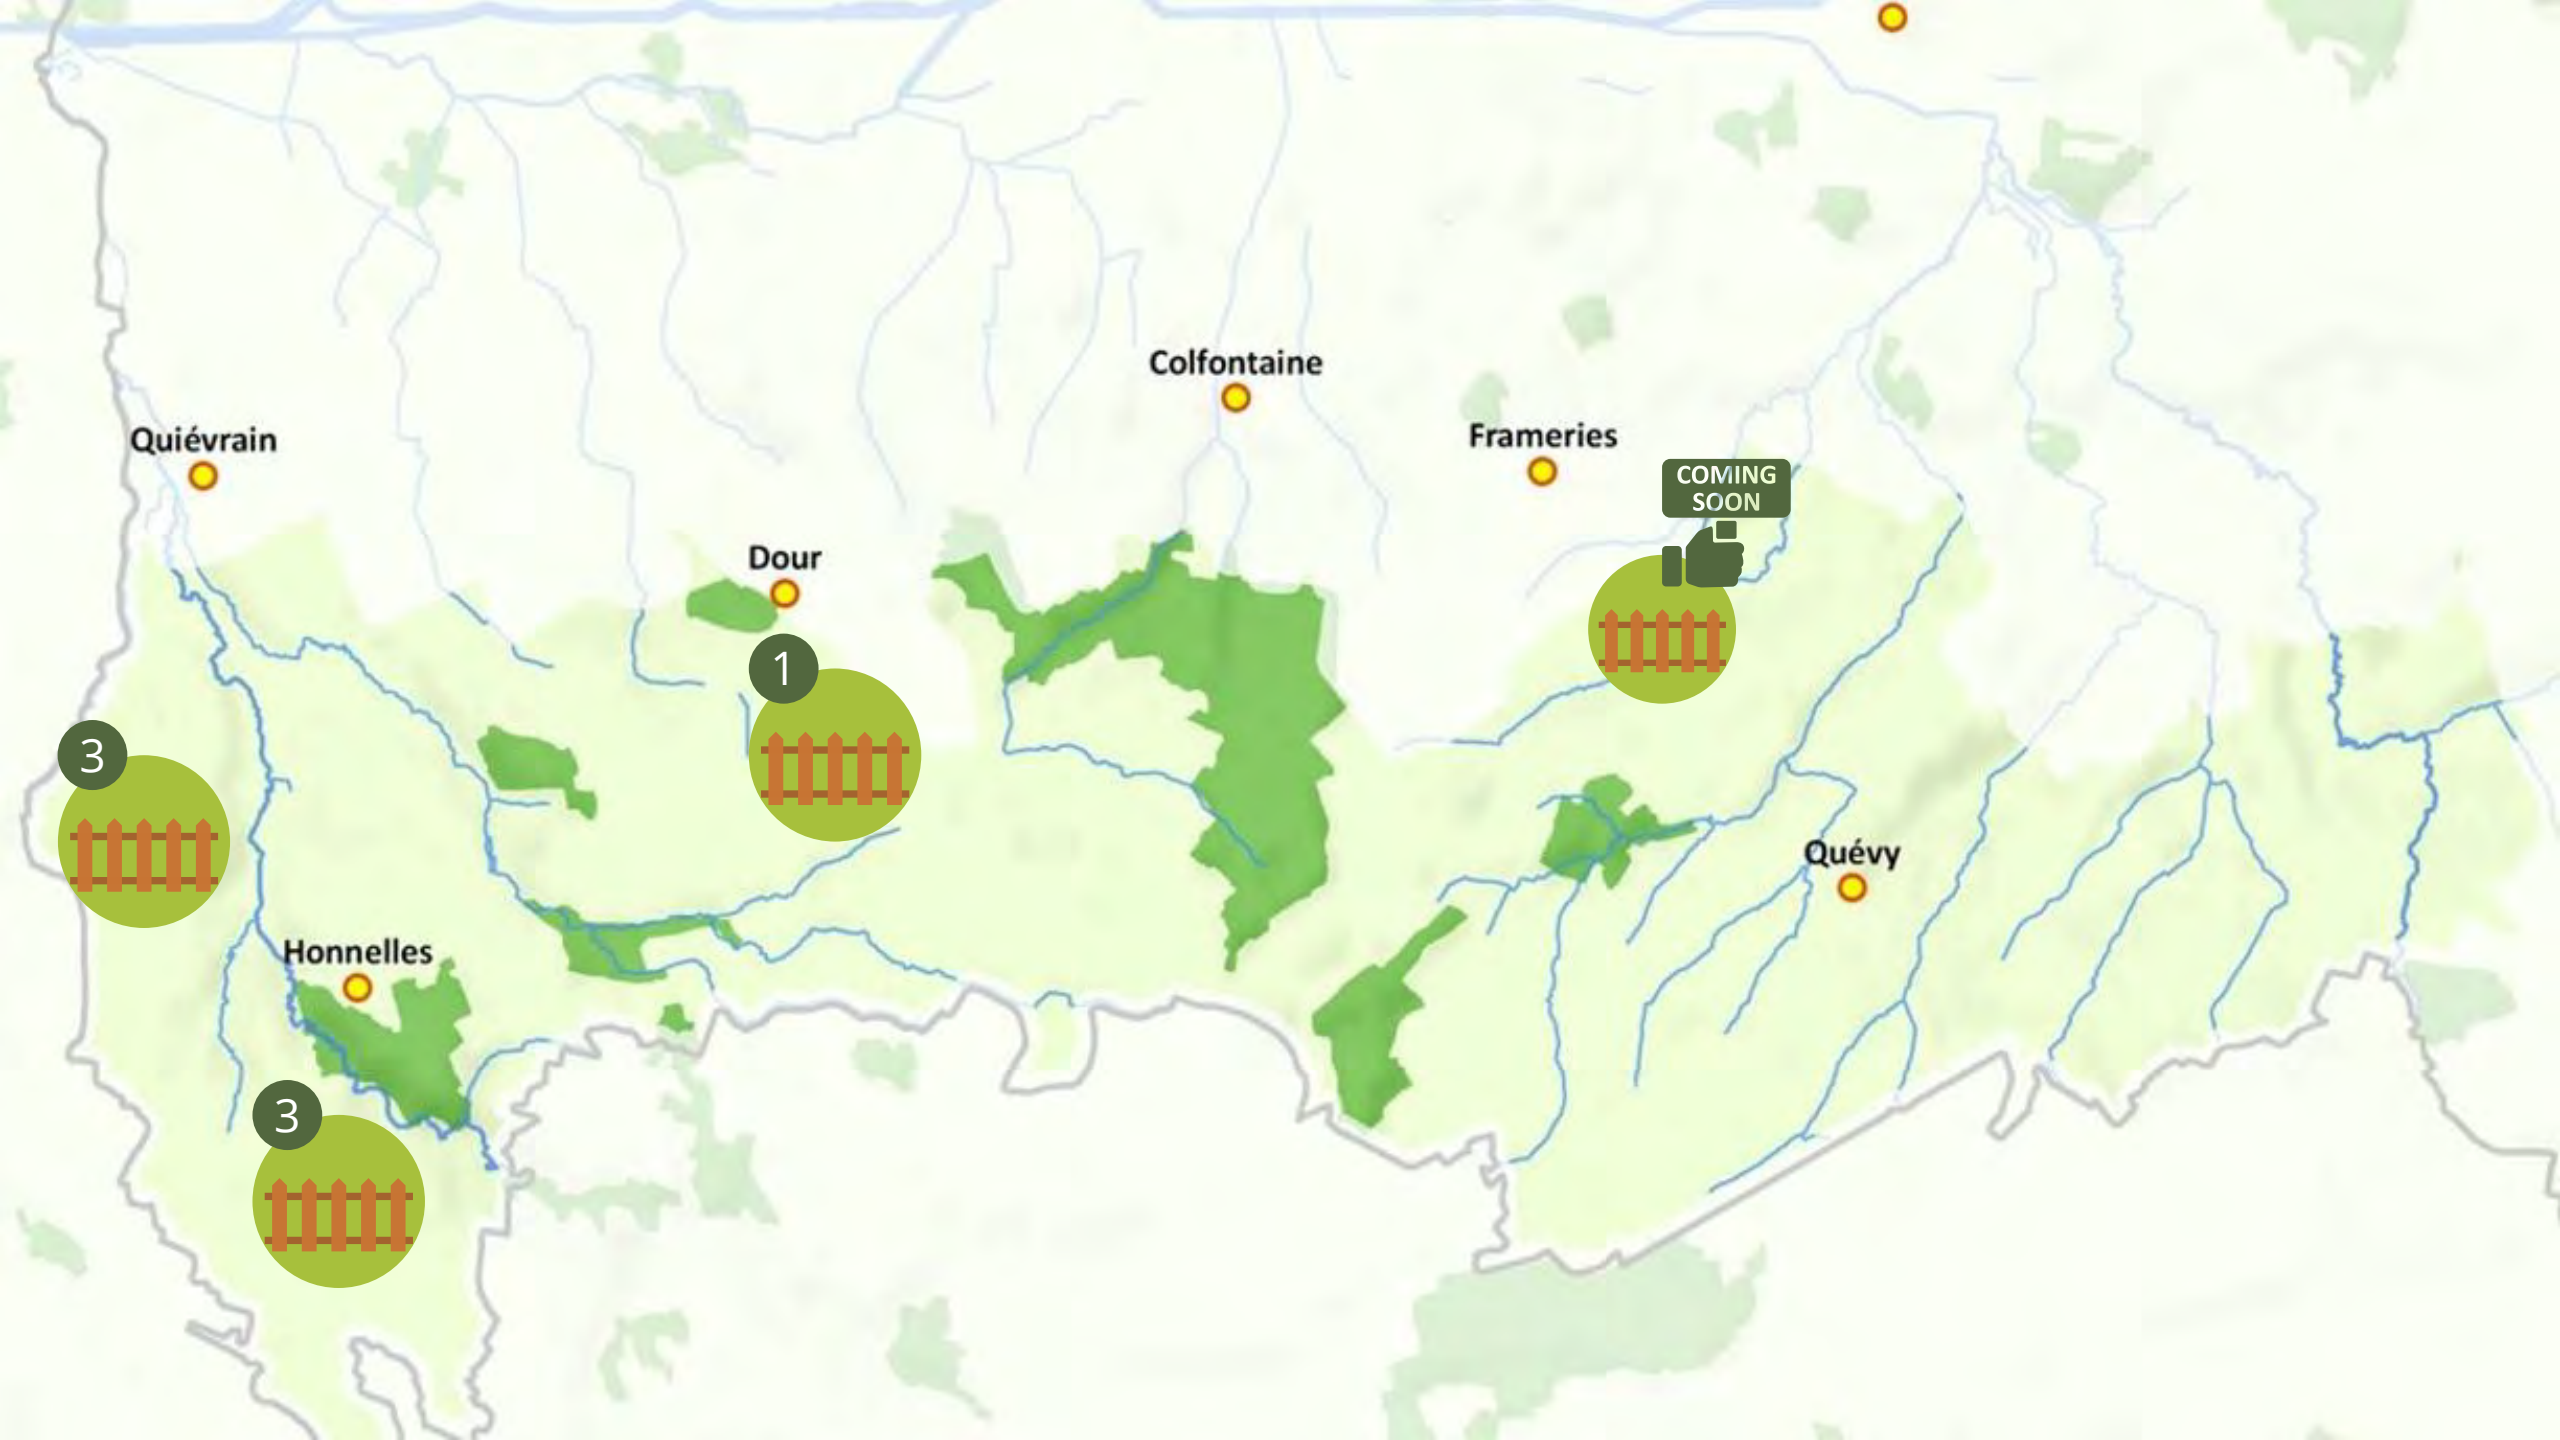 Colfontaine
Quiévrain
Frameries
COMING
SOON
Dour
1
3
Quévy
Honnelles
3